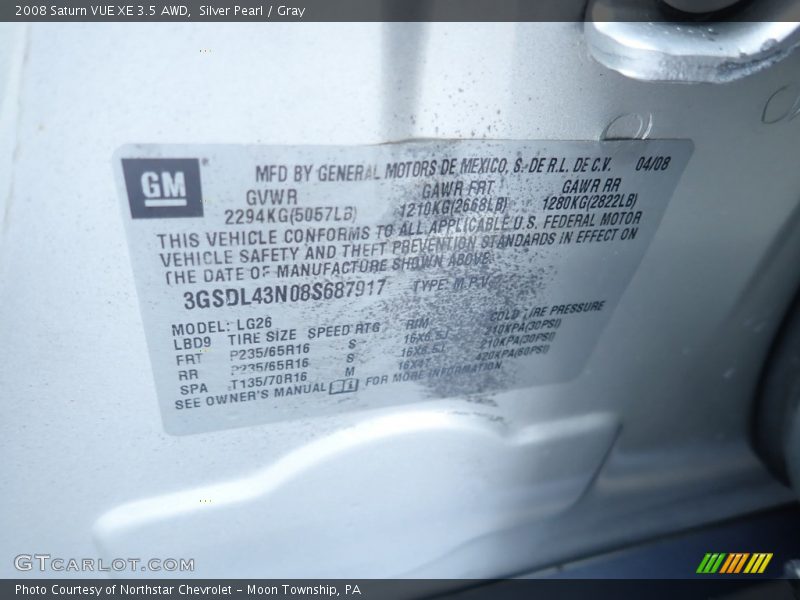 2008 Saturn VUE XE 3.5 AWD, Silver Pearl / Gray
GM
MFD BY GENERAL MOTORS DE MEXICO, S. DE R.L. DE C.V. 04/08
GVWR GAWR FRT GAWR RR
2294KG(5057LB) 1210KG(2668LB) 1280KG(2822LB)
THIS VEHICLE CONFORMS TO ALL APPLICABLE U.S. FEDERAL MOTOR
VEHICLE SAFETY AND THEFT PREVENTION STANDARDS IN EFFECT ON
THE DATE OF MANUFACTURE SHOWN ABOVE.
3GSDL43N08S687917 TYPE: M.P.V.
MODEL: LG26
LBD9 TIRE SIZE SPEED RTG RIM COLD TIRE PRESSURE
FRT P235/65R16 S 16X6.5J 210KPA(30PSI)
RR P235/65R16 S 16X6.5J 210KPA(30PSI)
SPA T135/70R16 M 16X4T 420KPA(60PSI)
SEE OWNER'S MANUAL FOR MORE INFORMATION
GTCARLOT.COM
Photo Courtesy of Northstar Chevrolet - Moon Township, PA